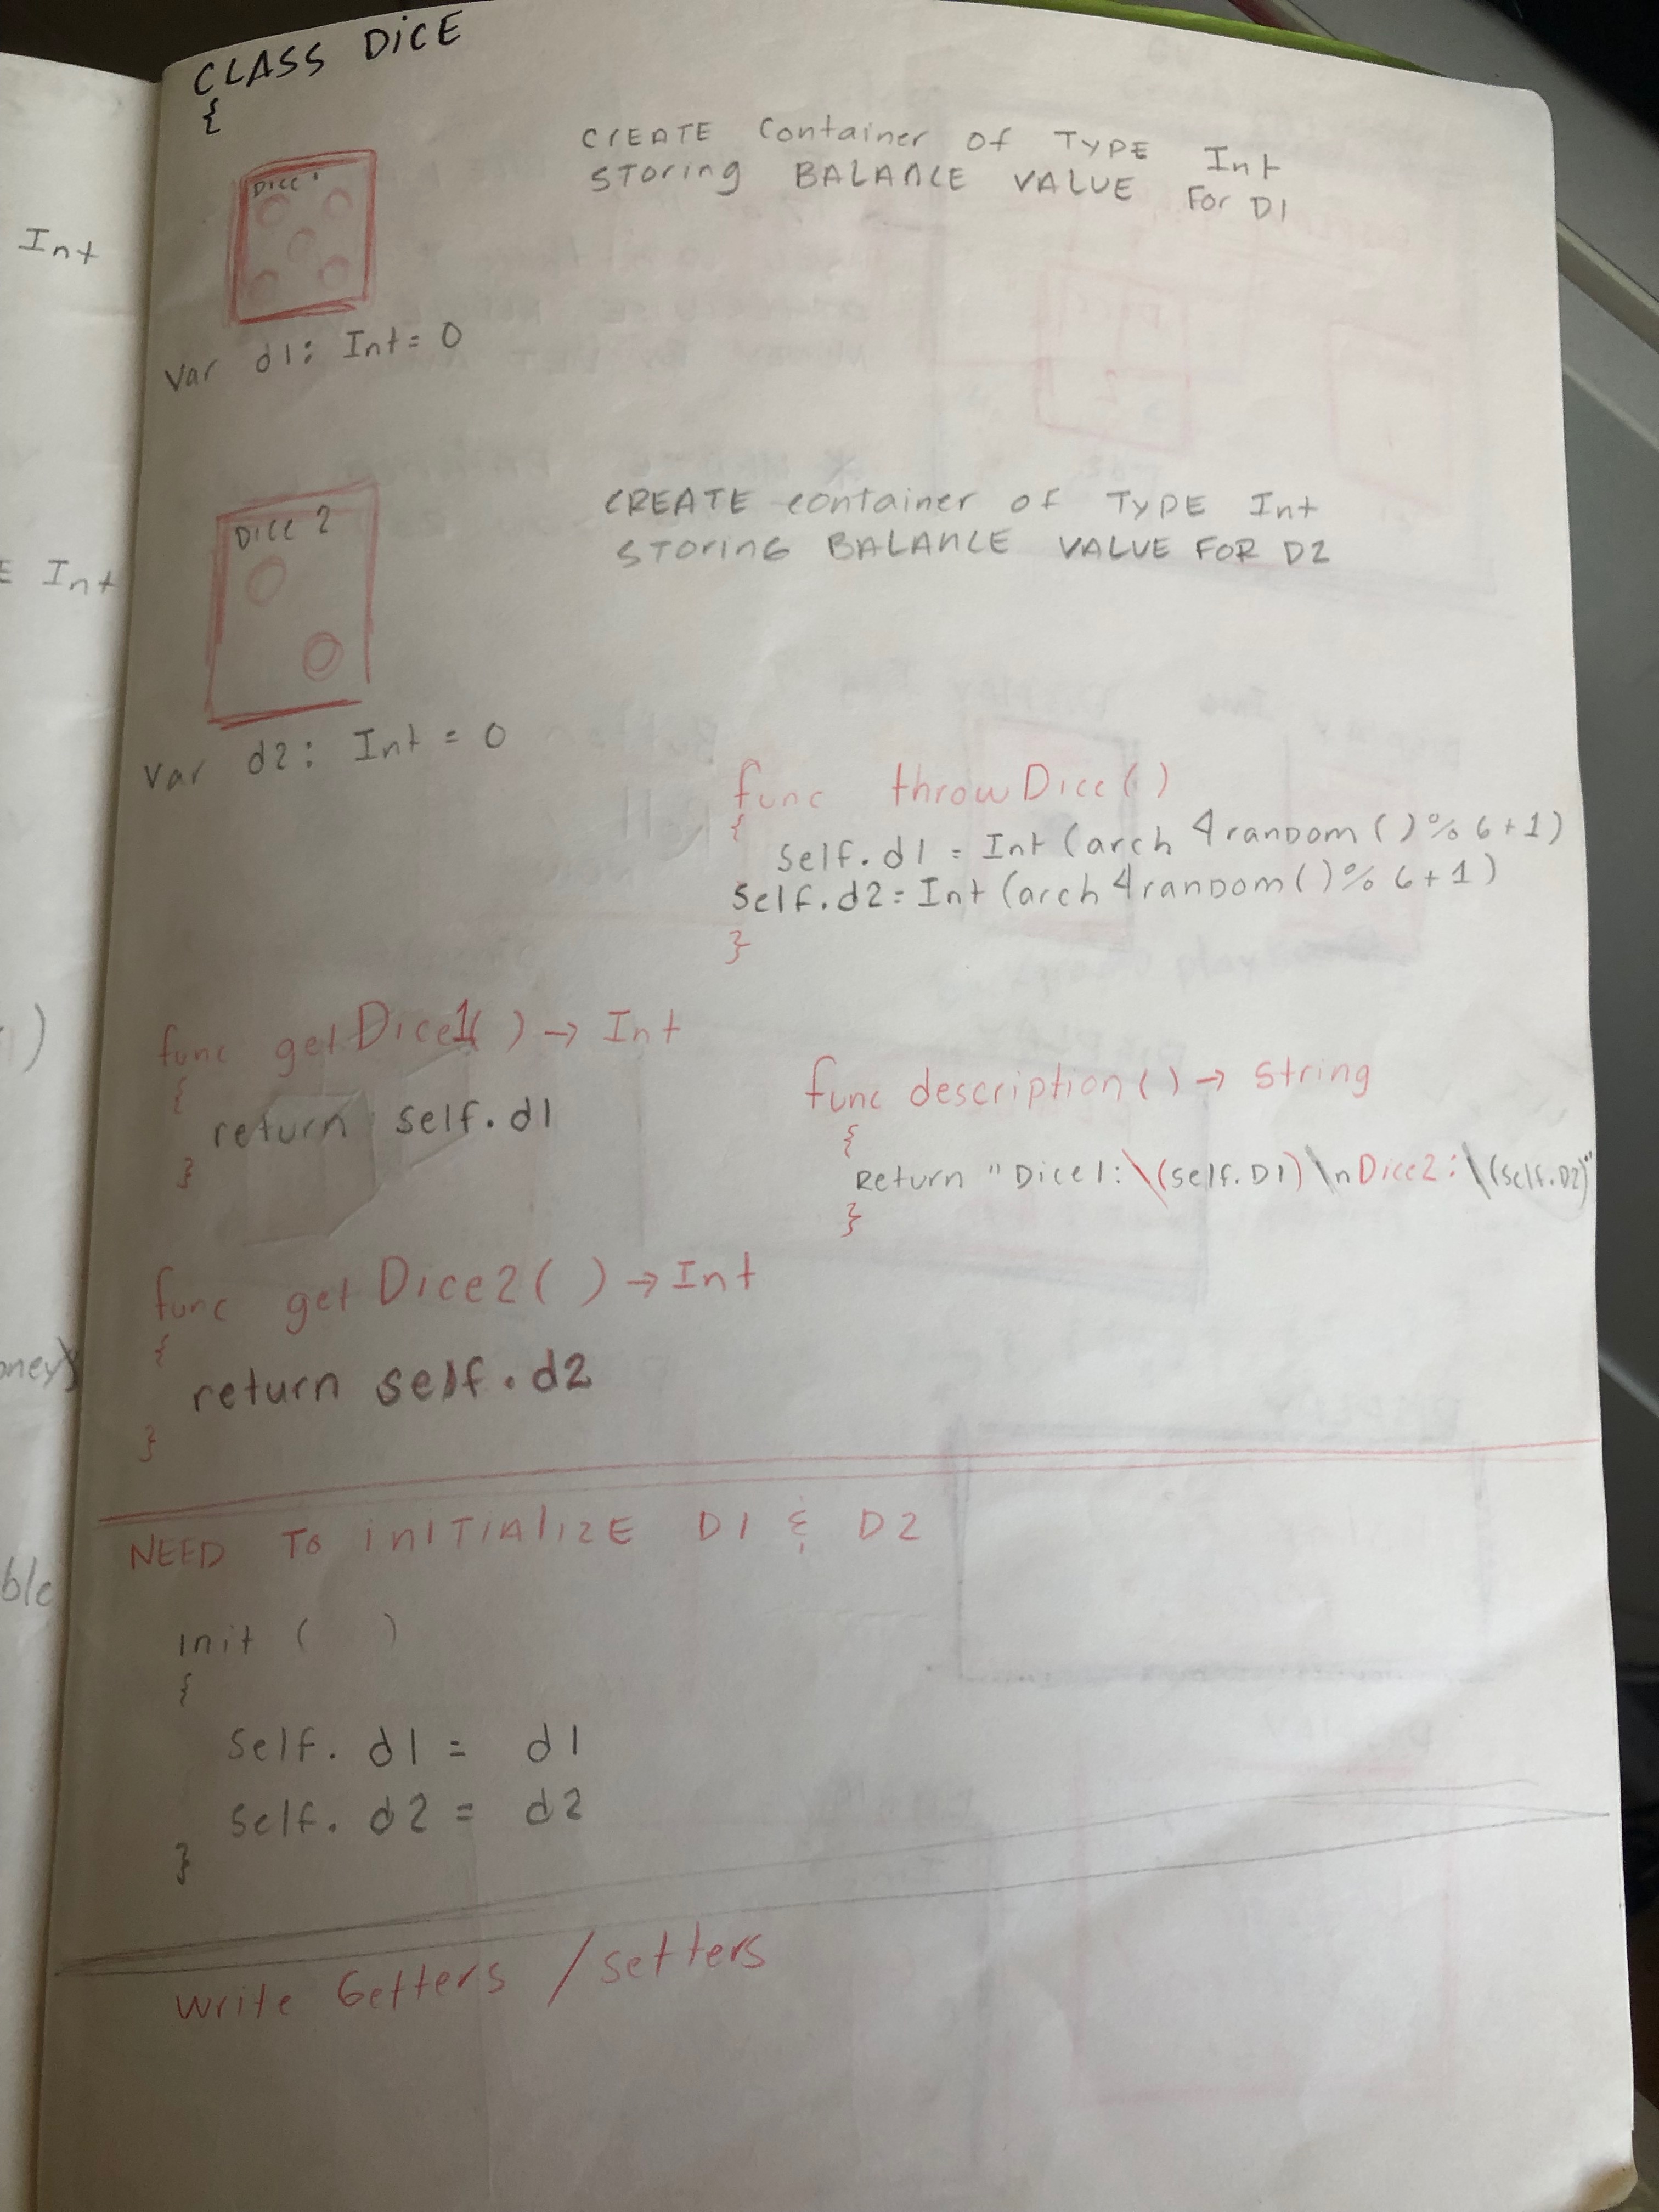 CLASS DiCE
{
Dice 1
CrEATE Container of TYPE Int
SToring BALANCE VALUE For D1
Var d1: Int = 0
DicE 2
CREATE container of TYPE Int
STorinG BALANCE VALUE FOR D2
Var d2: Int = 0
func throwDice()
{
Self.d1 = Int (arch4ranDom()%6+1)
Self.d2 = Int (arch4ranDom()%6+1)
}
func getDice1( ) → Int
{
return self.d1
}
func description() → String
{
Return "Dice1:\(self.D1)\nDice2:\(self.D2)"
}
func getDice2( ) → Int
{
return self.d2
}
NEED To iniTiAlizE D1 & D2
init ( )
{
Self. d1 = d1
Self. d2 = d2
}
write Getters / setters
Int
E Int
)
oney)
ble